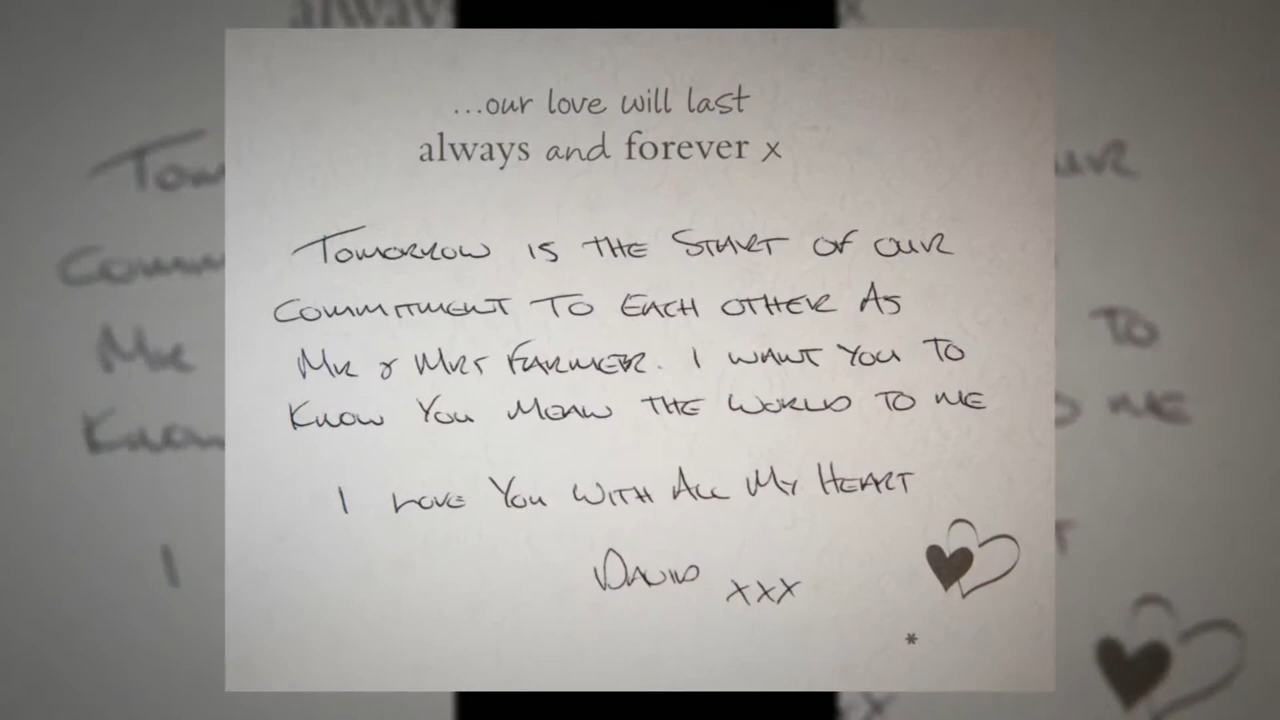 ...our love will last
always and forever x
Tomorrow is the Start of our
Commitment To Each other As
Mr & Mrs Farmer. I want You To
Know You Mean the world to me
I Love You With All My Heart
David xxx
*